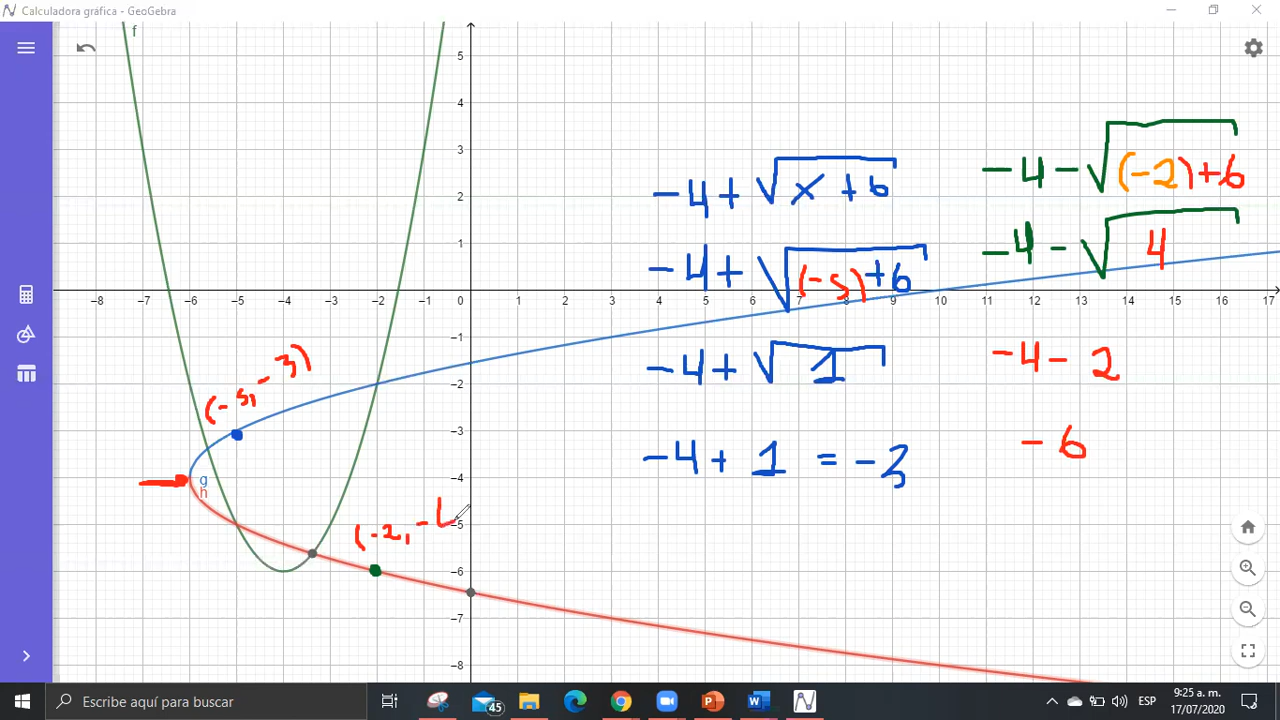 Calculadora gráfica - GeoGebra
f
5
4
3
2
1
-8 -7 -6 -5 -4 -3 -2 -1 0 1 2 3 4 5 6 7 8 9 10 11 12 13 14 15 16 17
-1
-2
-3
-4
-5
-6
-7
-8
g
h
(-5, -3)
(-2, -
-4+√x+6
-4+√(-5)+6
-4+√1
-4+1=-3
-4-√(-2)+6
-4-√4
-4-2
-6
Escribe aquí para buscar
45
ESP
9:25 a. m.
17/07/2020